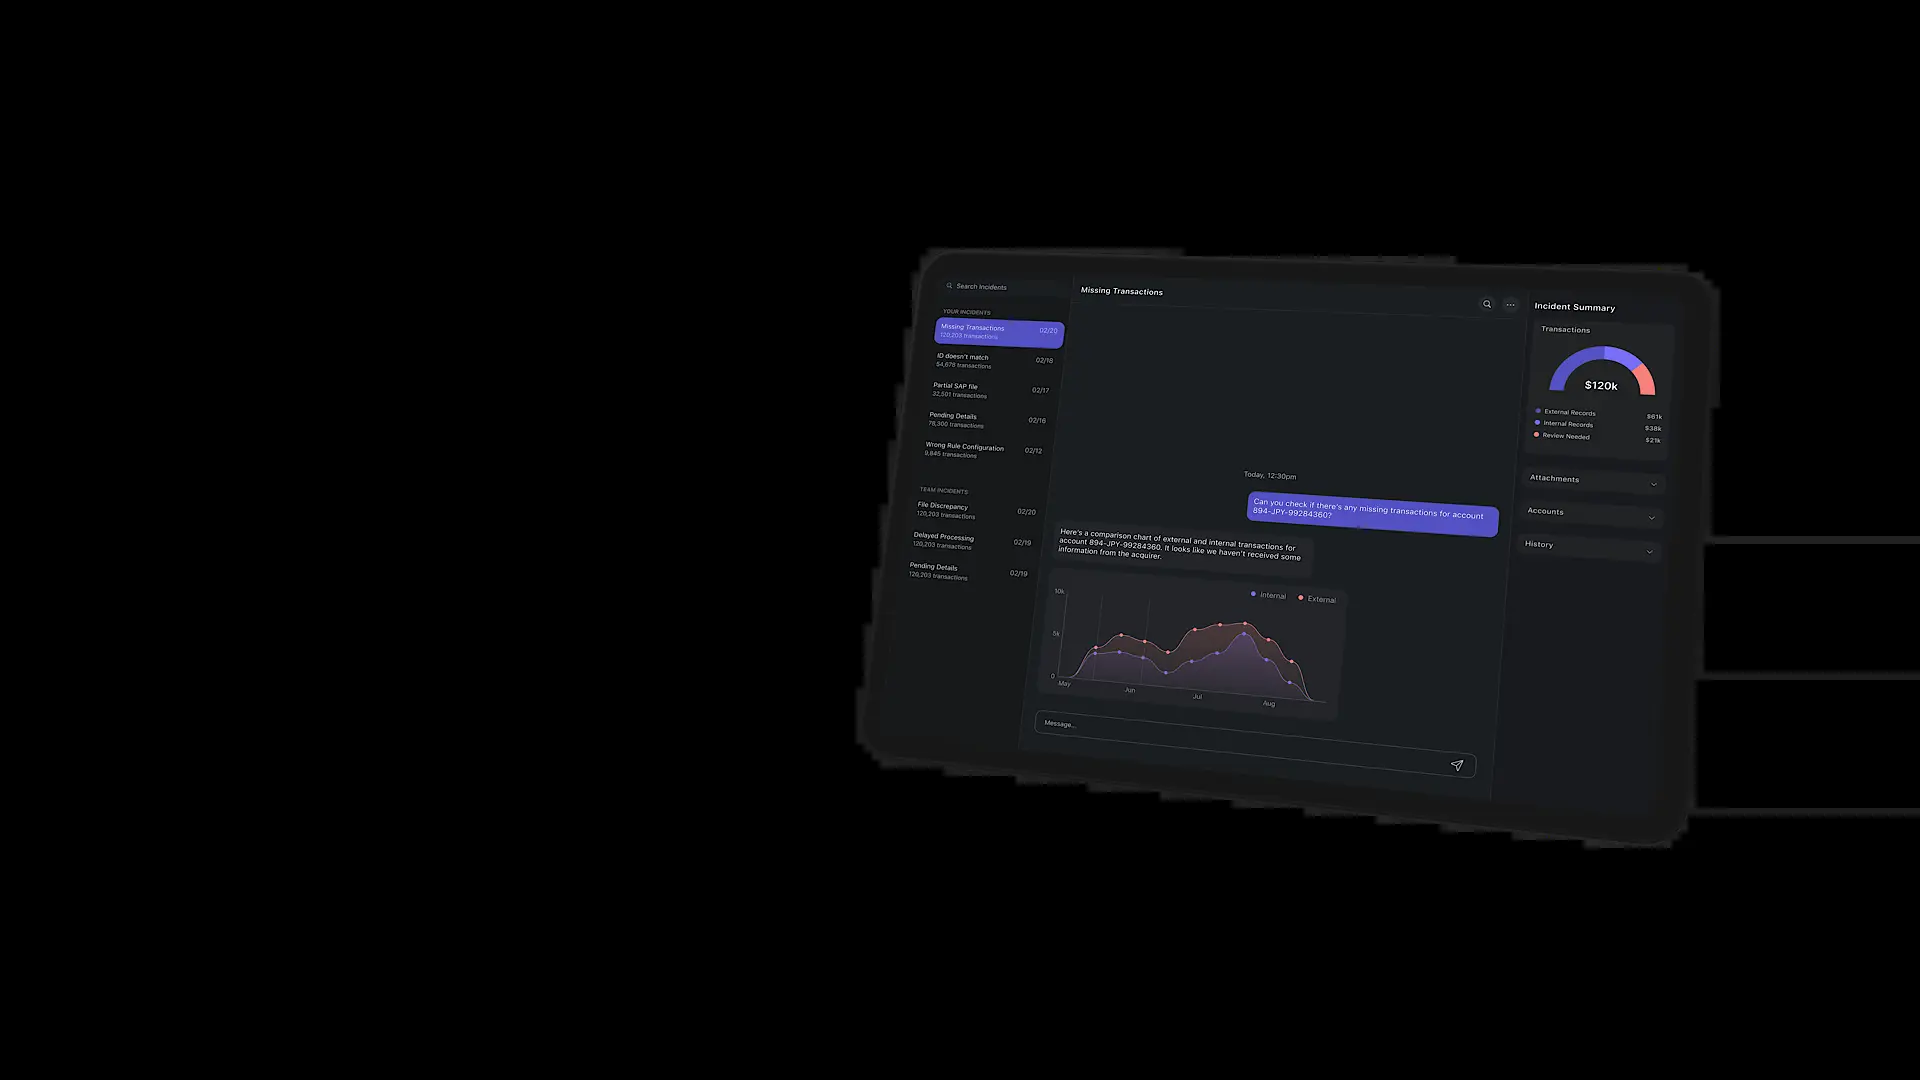 Search Incidents
YOUR INCIDENTS
Missing Transactions 02/20
120,203 transactions
ID doesn't match 02/18
54,678 transactions
Partial SAP file 02/17
32,501 transactions
Pending Details 02/16
78,300 transactions
Wrong Rule Configuration 02/12
9,845 transactions
TEAM INCIDENTS
File Discrepancy 02/20
120,203 transactions
Delayed Processing 02/19
120,203 transactions
Pending Details 02/19
120,203 transactions
Missing Transactions
Today, 12:30pm
Can you check if there's any missing transactions for account
894-JPY-99284360?
Here's a comparison chart of external and internal transactions for
account 894-JPY-99284360. It looks like we haven't received some
information from the acquirer.
Internal External
10k
5k
0
May Jun Jul Aug
Message...
Incident Summary
Transactions
$120k
External Records $61k
Internal Records $38k
Review Needed $21k
Attachments
Accounts
History